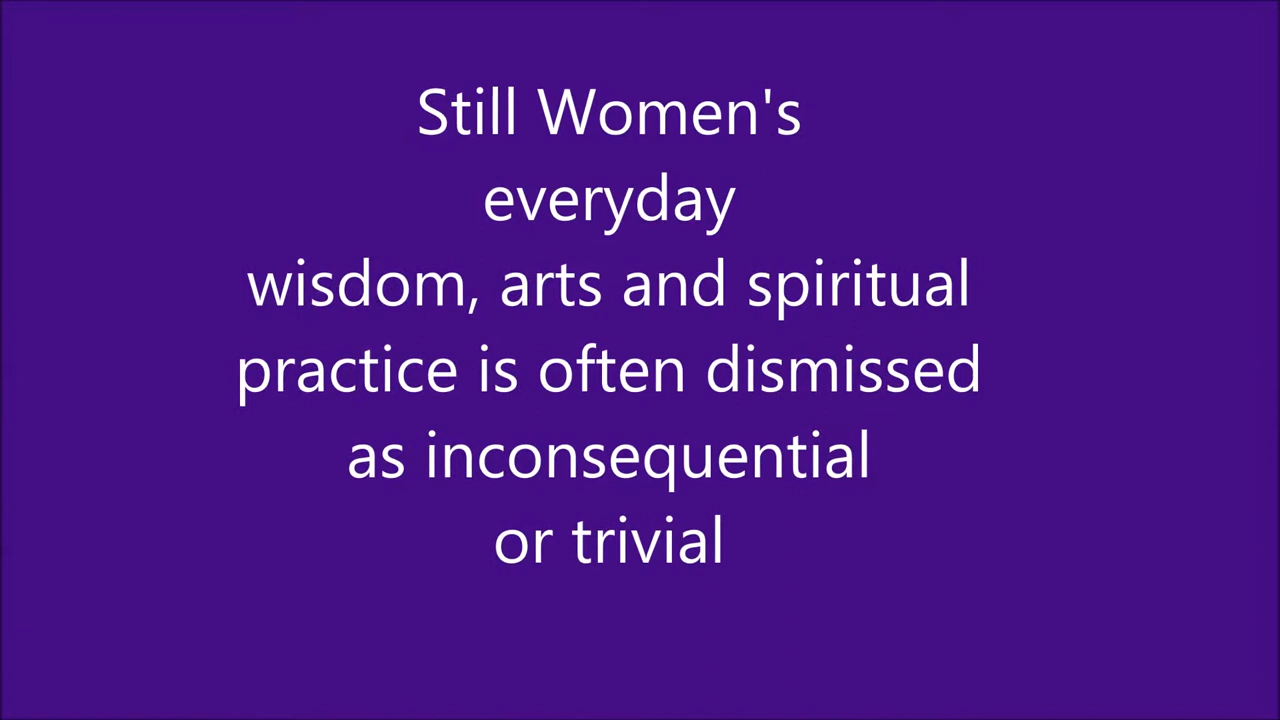 Still Women's
everyday
wisdom, arts and spiritual
practice is often dismissed
as inconsequential
or trivial